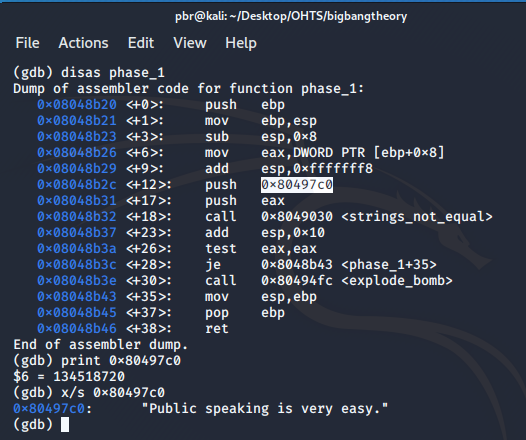 pbr@kali: ~/Desktop/OHTS/bigbangtheory
File Actions Edit View Help
(gdb) disas phase_1
Dump of assembler code for function phase_1:
0x08048b20 <+0>: push ebp
0x08048b21 <+1>: mov ebp,esp
0x08048b23 <+3>: sub esp,0x8
0x08048b26 <+6>: mov eax,DWORD PTR [ebp+0x8]
0x08048b29 <+9>: add esp,0xfffffff8
0x08048b2c <+12>: push 0x80497c0
0x08048b31 <+17>: push eax
0x08048b32 <+18>: call 0x8049030 <strings_not_equal>
0x08048b37 <+23>: add esp,0x10
0x08048b3a <+26>: test eax,eax
0x08048b3c <+28>: je 0x8048b43 <phase_1+35>
0x08048b3e <+30>: call 0x80494fc <explode_bomb>
0x08048b43 <+35>: mov esp,ebp
0x08048b45 <+37>: pop ebp
0x08048b46 <+38>: ret
End of assembler dump.
(gdb) print 0x80497c0
$6 = 134518720
(gdb) x/s 0x80497c0
0x80497c0: "Public speaking is very easy."
(gdb)